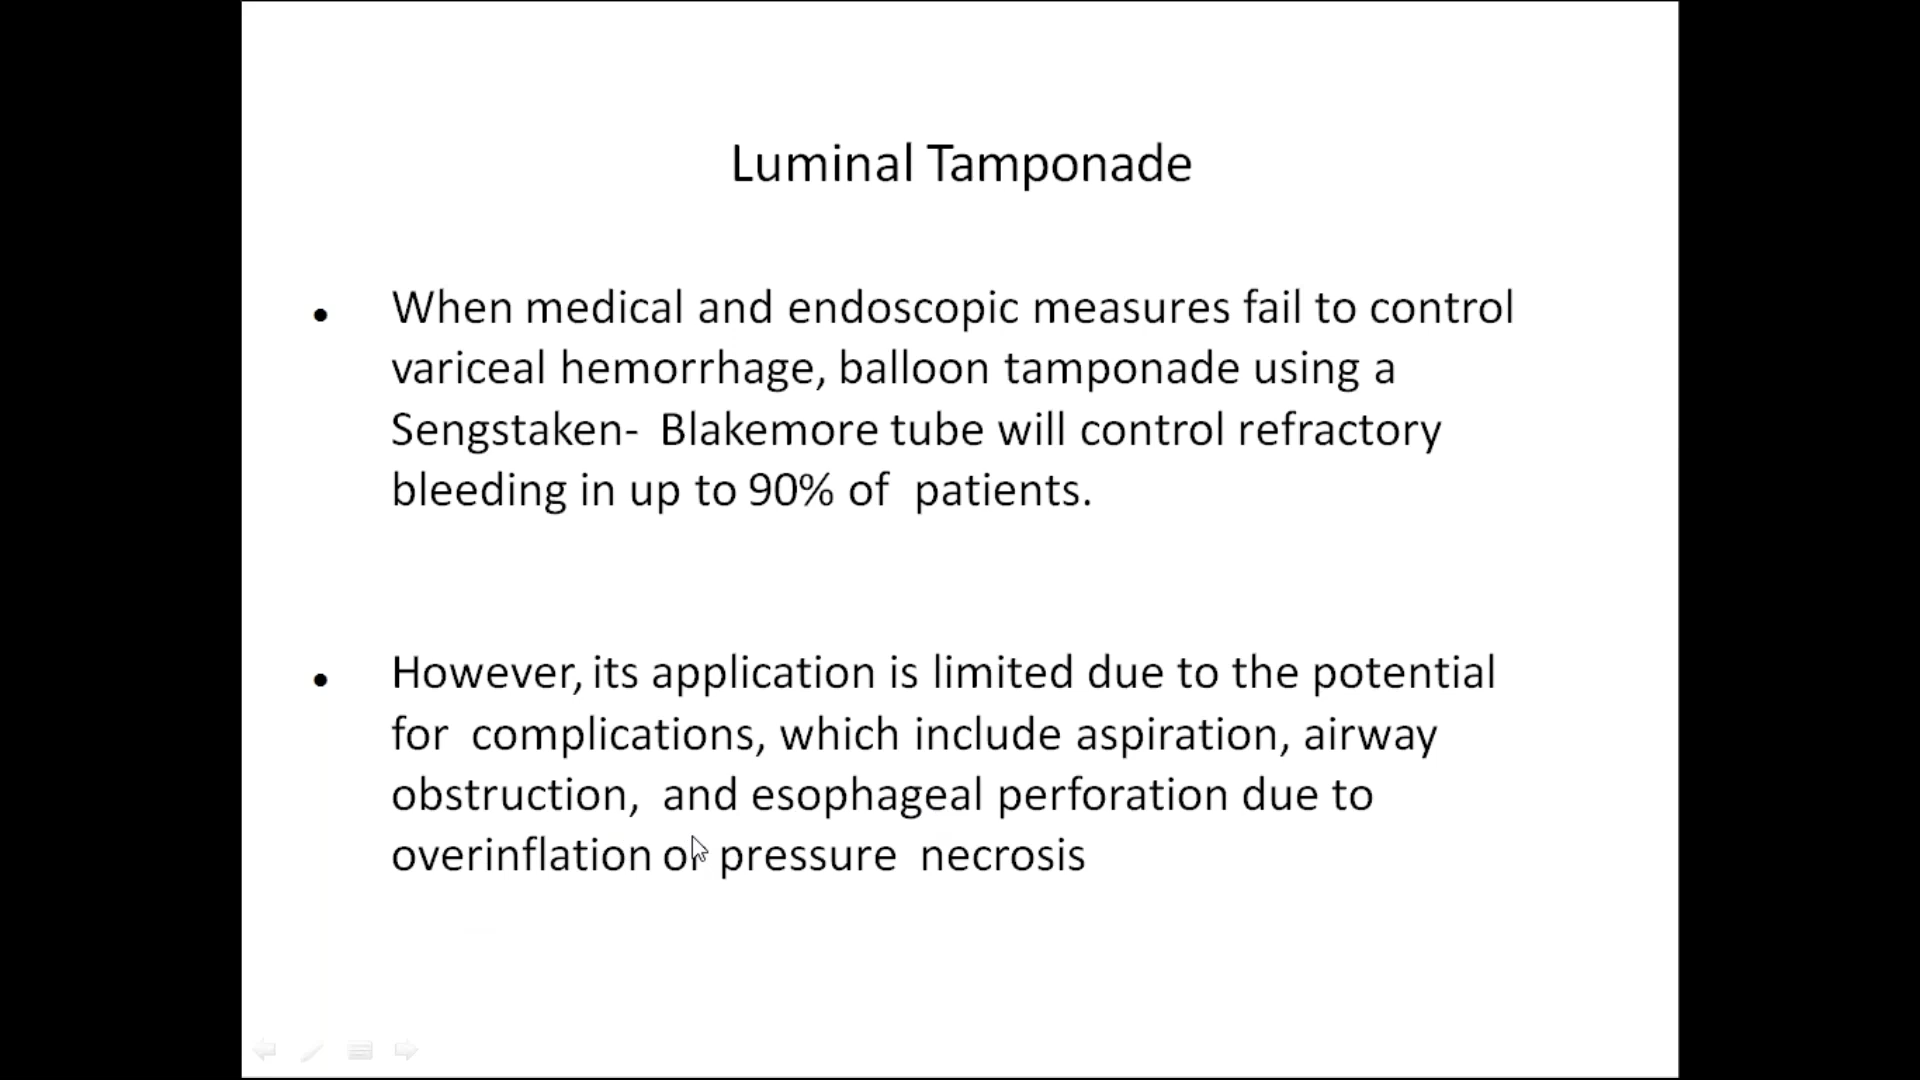 Luminal Tamponade
• When medical and endoscopic measures fail to control
variceal hemorrhage, balloon tamponade using a
Sengstaken- Blakemore tube will control refractory
bleeding in up to 90% of patients.
• However, its application is limited due to the potential
for complications, which include aspiration, airway
obstruction, and esophageal perforation due to
overinflation or pressure necrosis